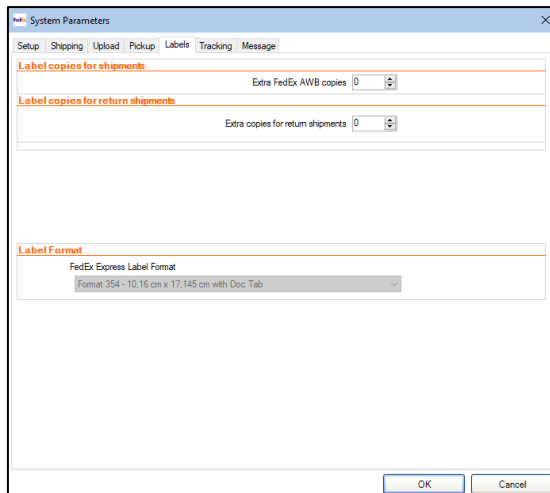 FedEx System Parameters
Setup Shipping Upload Pickup Labels Tracking Message
Label copies for shipments
Extra FedEx AWB copies 0
Label copies for return shipments
Extra copies for return shipments 0
Label Format
FedEx Express Label Format
Format 354 - 10,16 cm x 17,145 cm with Doc Tab
OK Cancel